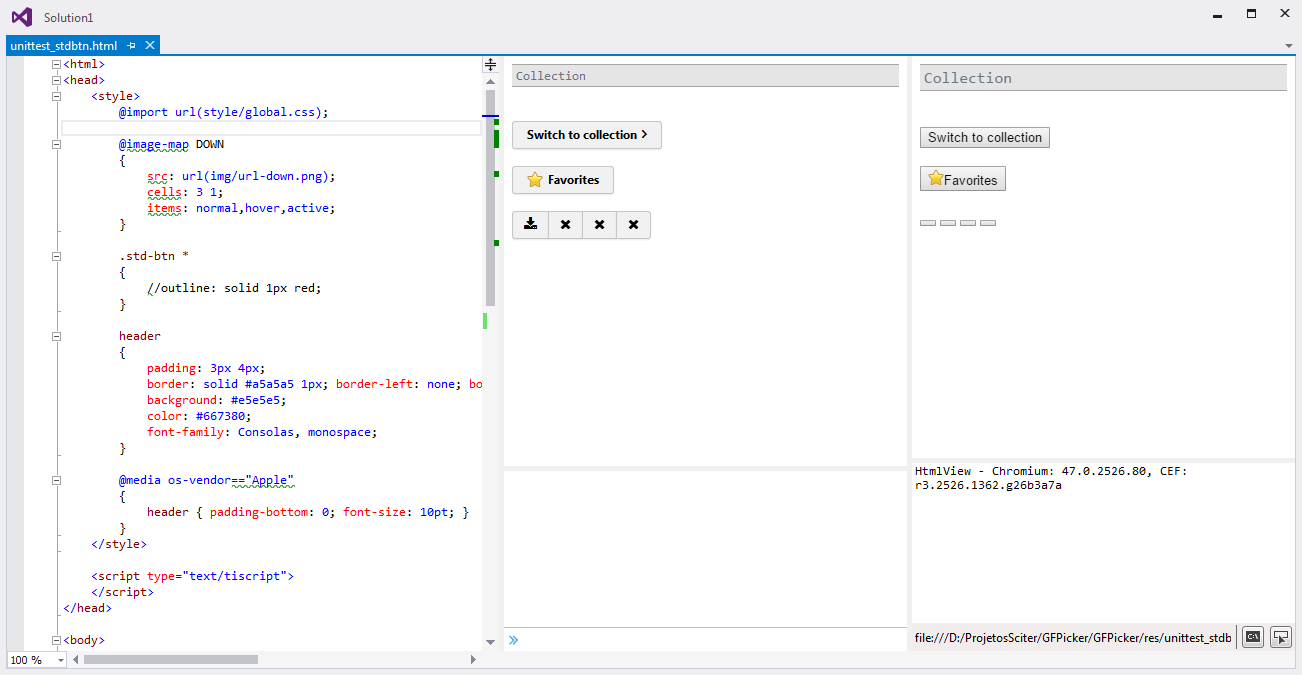 Solution1
unittest_stdbtn.html
<html>
<head>
<style>
@import url(style/global.css);
@image-map DOWN
{
src: url(img/url-down.png);
cells: 3 1;
items: normal,hover,active;
}
.std-btn *
{
//outline: solid 1px red;
}
header
{
padding: 3px 4px;
border: solid #a5a5a5 1px; border-left: none; bo
background: #e5e5e5;
color: #667380;
font-family: Consolas, monospace;
}
@media os-vendor=="Apple"
{
header { padding-bottom: 0; font-size: 10pt; }
}
</style>
<script type="text/tiscript">
</script>
</head>
<body>
100 %
Collection
Switch to collection
Favorites
Collection
Switch to collection
Favorites
HtmlView - Chromium: 47.0.2526.80, CEF:
r3.2526.1362.g26b3a7a
file:///D:/ProjetosSciter/GFPicker/GFPicker/res/unittest_stdb